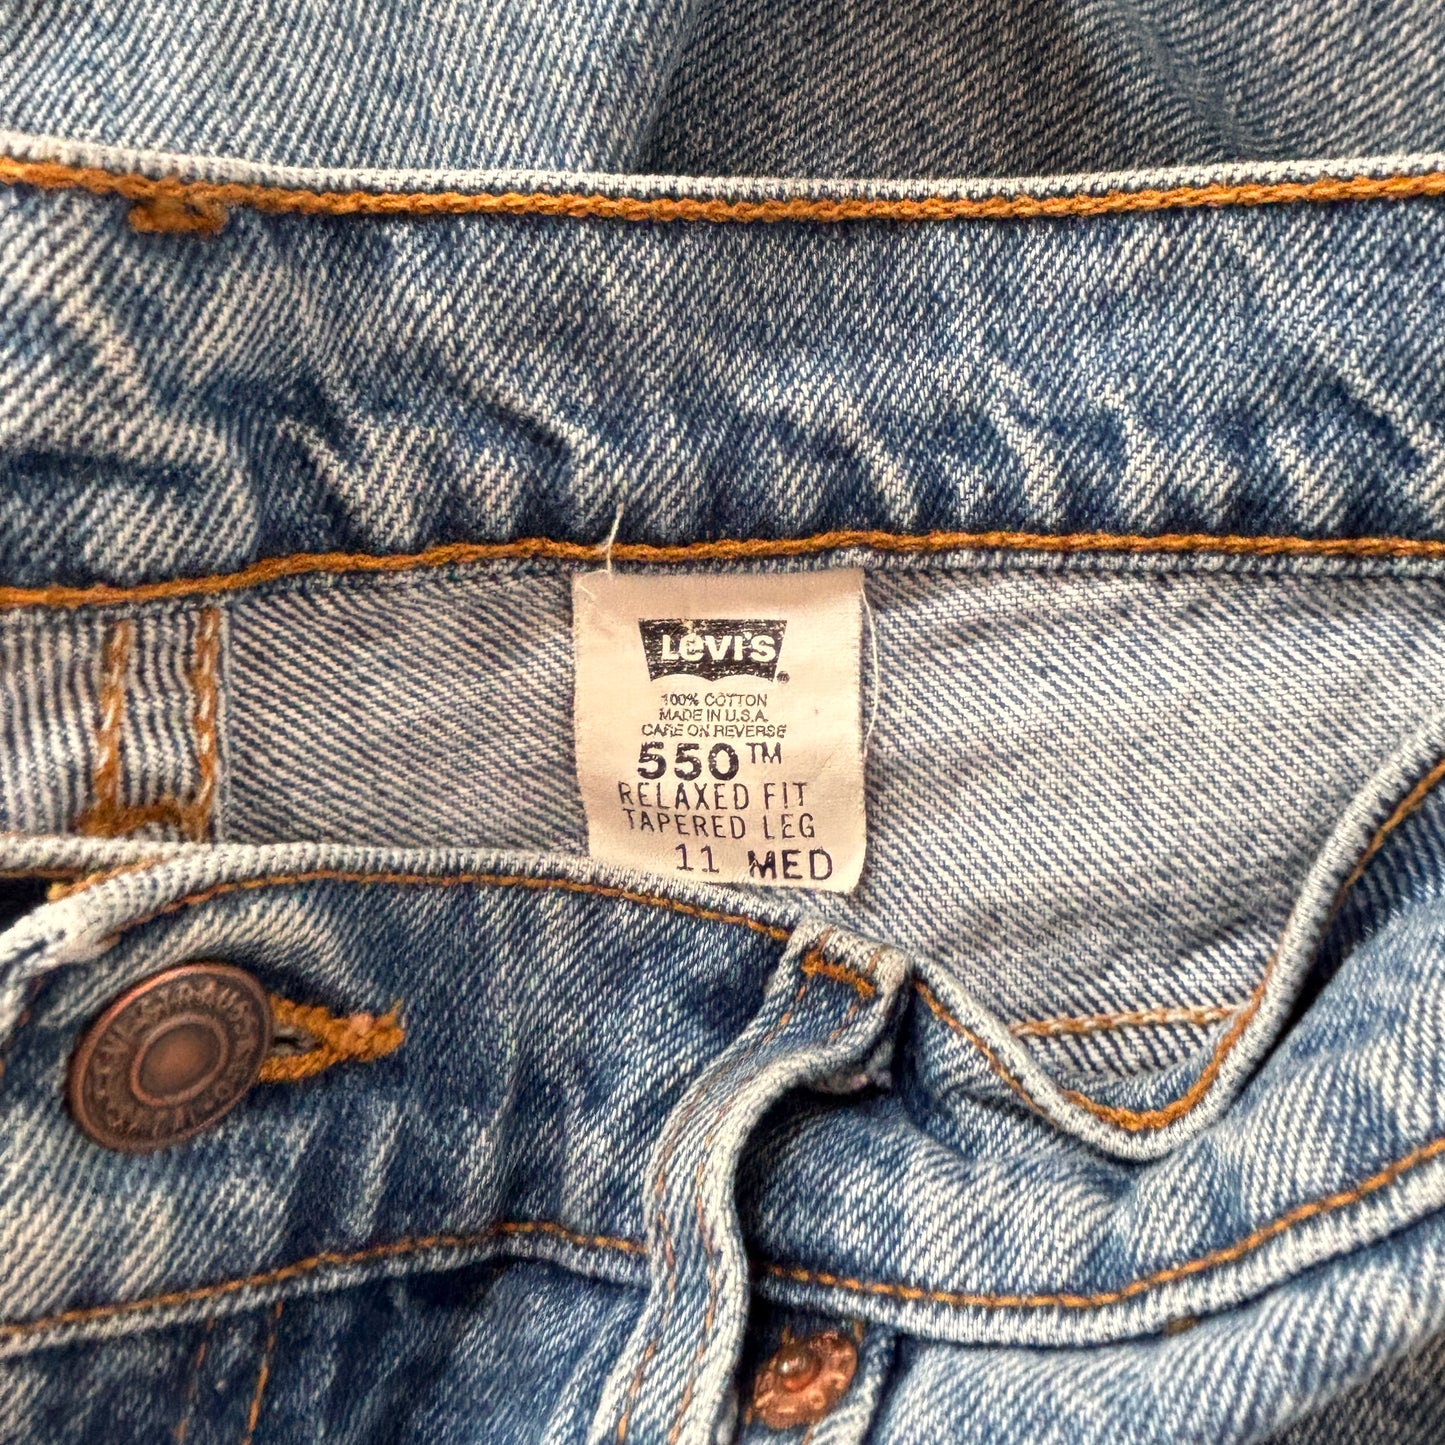 LEVI'S®
100% COTTON
MADE IN U.S.A.
CARE ON REVERSE
550™
RELAXED FIT
TAPERED LEG
11 MED